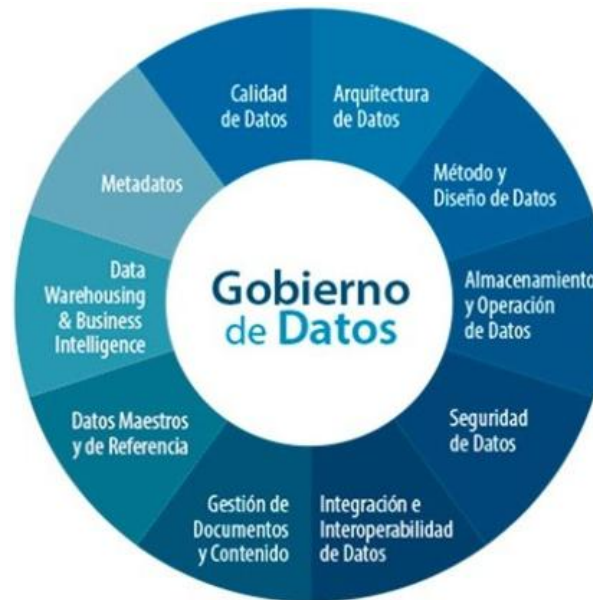 Calidad
de Datos
Arquitectura
de Datos
Método y
Diseño de Datos
Almacenamiento
y Operación
de Datos
Seguridad
de Datos
Integración e
Interoperabilidad
de Datos
Gestión de
Documentos
y Contenido
Datos Maestros
y de Referencia
Data
Warehousing
& Business
Intelligence
Metadatos
Gobierno
de Datos